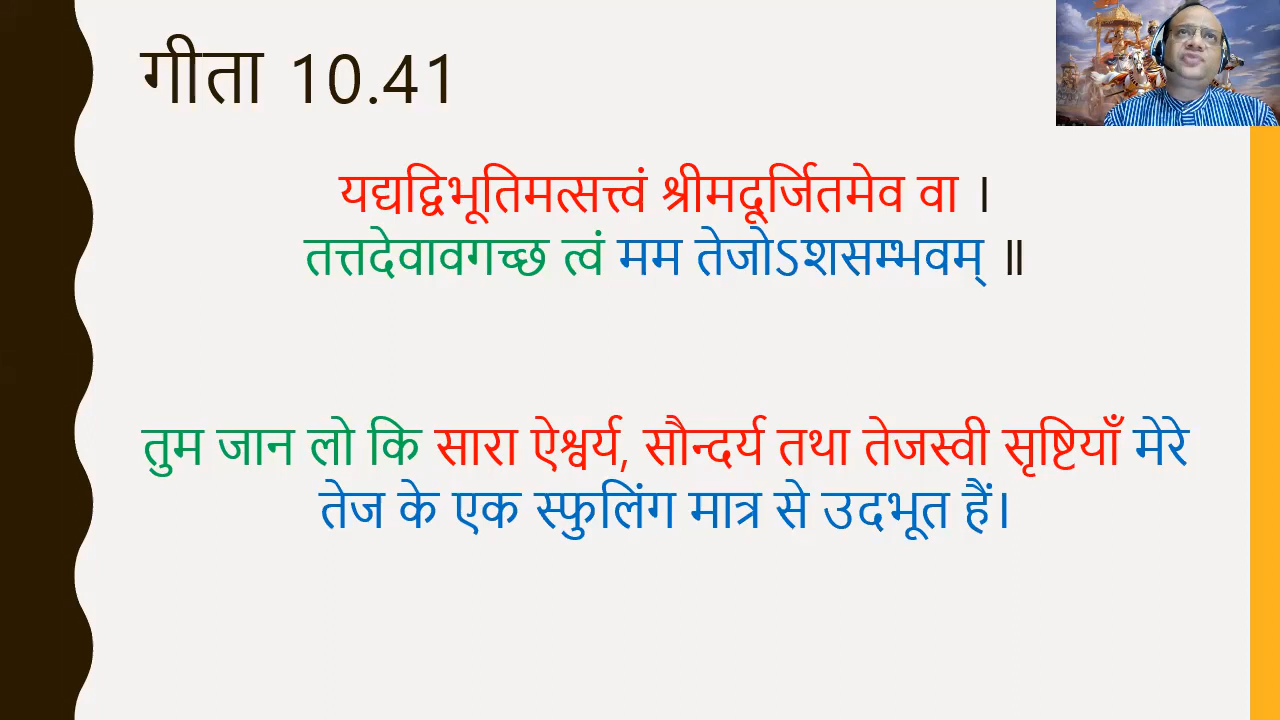 गीता 10.41
यद्यद्विभूतिमत्सत्त्वं श्रीमदूर्जितमेव वा ।
तत्तदेवावगच्छ त्वं मम तेजोऽशसम्भवम् ॥
तुम जान लो कि सारा ऐश्वर्य, सौन्दर्य तथा तेजस्वी सृष्टियाँ मेरे
तेज के एक स्फुलिंग मात्र से उदभूत हैं।